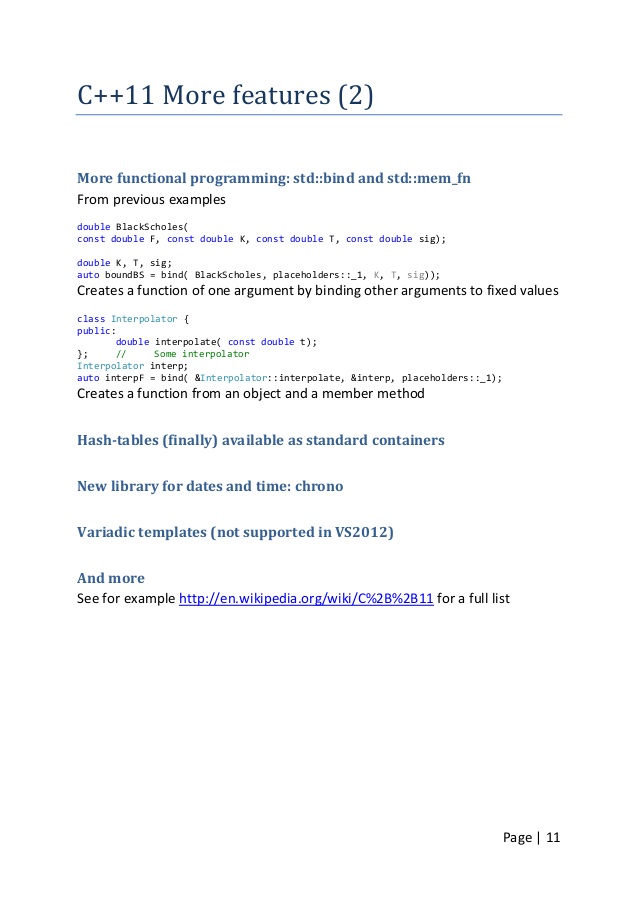 C++11 More features (2)
More functional programming: std::bind and std::mem_fn
From previous examples
double BlackScholes(
const double F, const double K, const double T, const double sig);
double K, T, sig;
auto boundBS = bind( BlackScholes, placeholders::_1, K, T, sig));
Creates a function of one argument by binding other arguments to fixed values
class Interpolator {
public:
double interpolate( const double t);
}; // Some interpolator
Interpolator interp;
auto interpF = bind( &Interpolator::interpolate, &interp, placeholders::_1);
Creates a function from an object and a member method
Hash-tables (finally) available as standard containers
New library for dates and time: chrono
Variadic templates (not supported in VS2012)
And more
See for example http://en.wikipedia.org/wiki/C%2B%2B11 for a full list
Page | 11